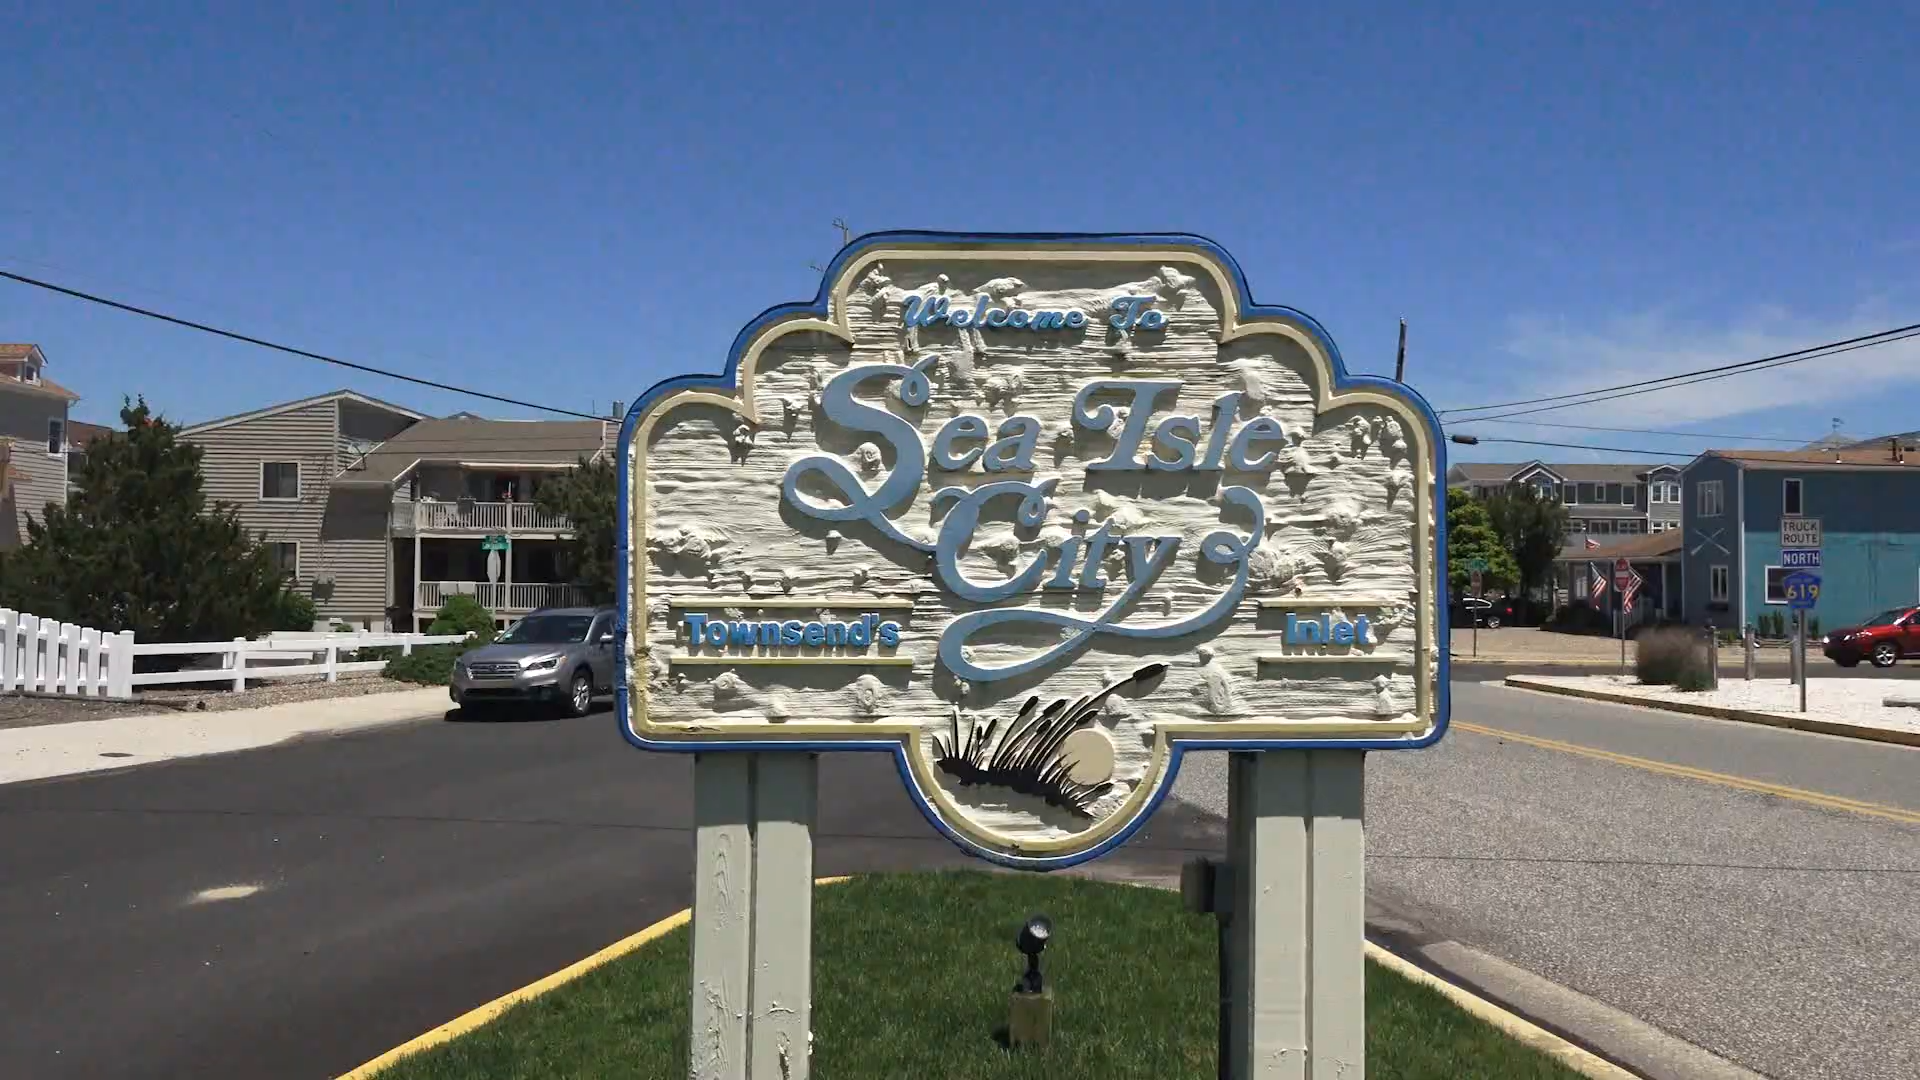 Welcome To
Sea Isle
City
Townsend's Inlet
TRUCK
ROUTE
NORTH
619